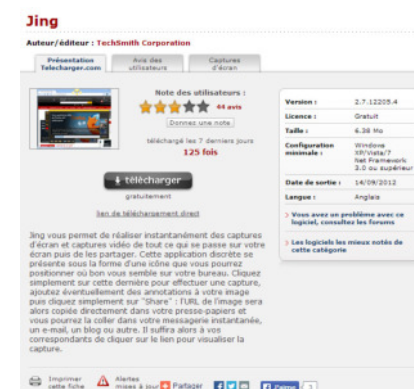 Jing
Auteur/éditeur : TechSmith Corporation
Présentation Telecharger.com
Avis des utilisateurs
Captures d'écran
Note des utilisateurs :
44 avis
Donnez une note
téléchargé les 7 derniers jours
125 fois
télécharger
gratuitement
lien de téléchargement direct
Version : 2.7.12209.4
Licence : Gratuit
Taille : 6.38 Mo
Configuration minimale : Windows XP/Vista/7 Net Framework 3.0 ou supérieur
Date de sortie : 14/09/2012
Langue : Anglais
Vous avez un problème avec ce logiciel, consultez les forums
Les logiciels les mieux notés de cette catégorie
Jing vous permet de réaliser instantanément des captures
d'écran et captures vidéo de tout ce qui se passe sur votre
écran puis de les partager. Cette application discrète se
présente sous la forme d'une icône que vous pourrez
positionner où bon vous semble sur votre bureau. Cliquez
simplement sur cette dernière pour effectuer une capture,
ajoutez éventuellement des annotations à votre image
puis cliquez simplement sur "Share" : l'URL de l'image sera
alors copiée directement dans votre presse-papiers et
vous pourrez la coller dans votre messagerie instantanée,
un e-mail, un blog ou autre. Il suffira alors à vos
correspondants de cliquer sur le lien pour visualiser la
capture.
Imprimer cette fiche
Alertes mises à jour
Partager
J'aime
3